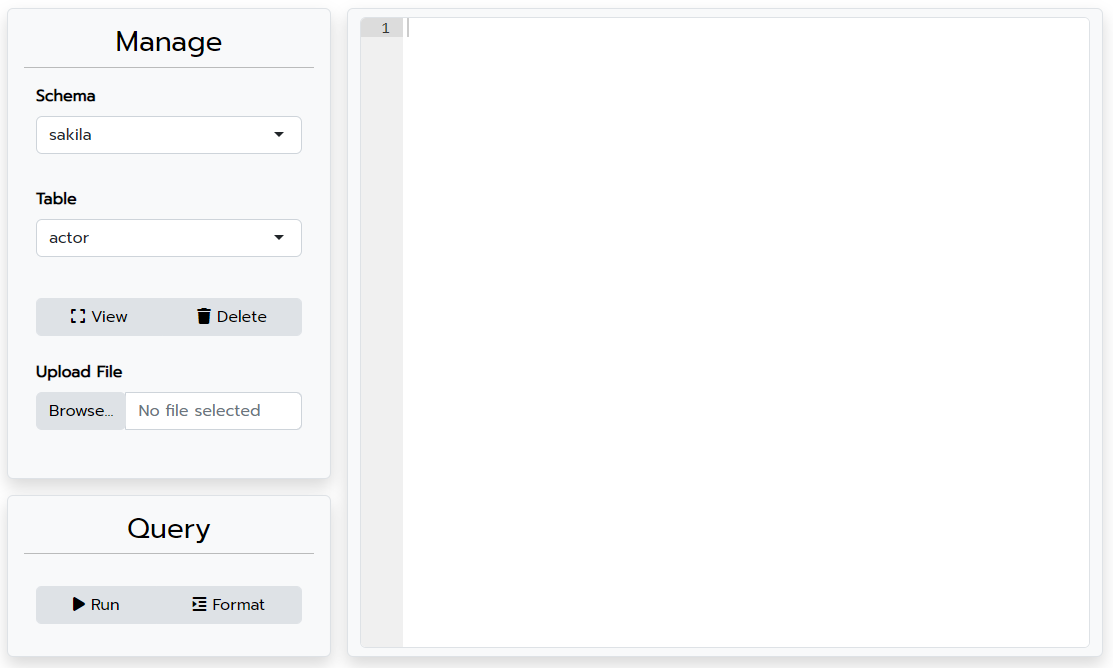 Manage
Schema
sakila
Table
actor
View Delete
Upload File
Browse... No file selected
Query
Run Format
1